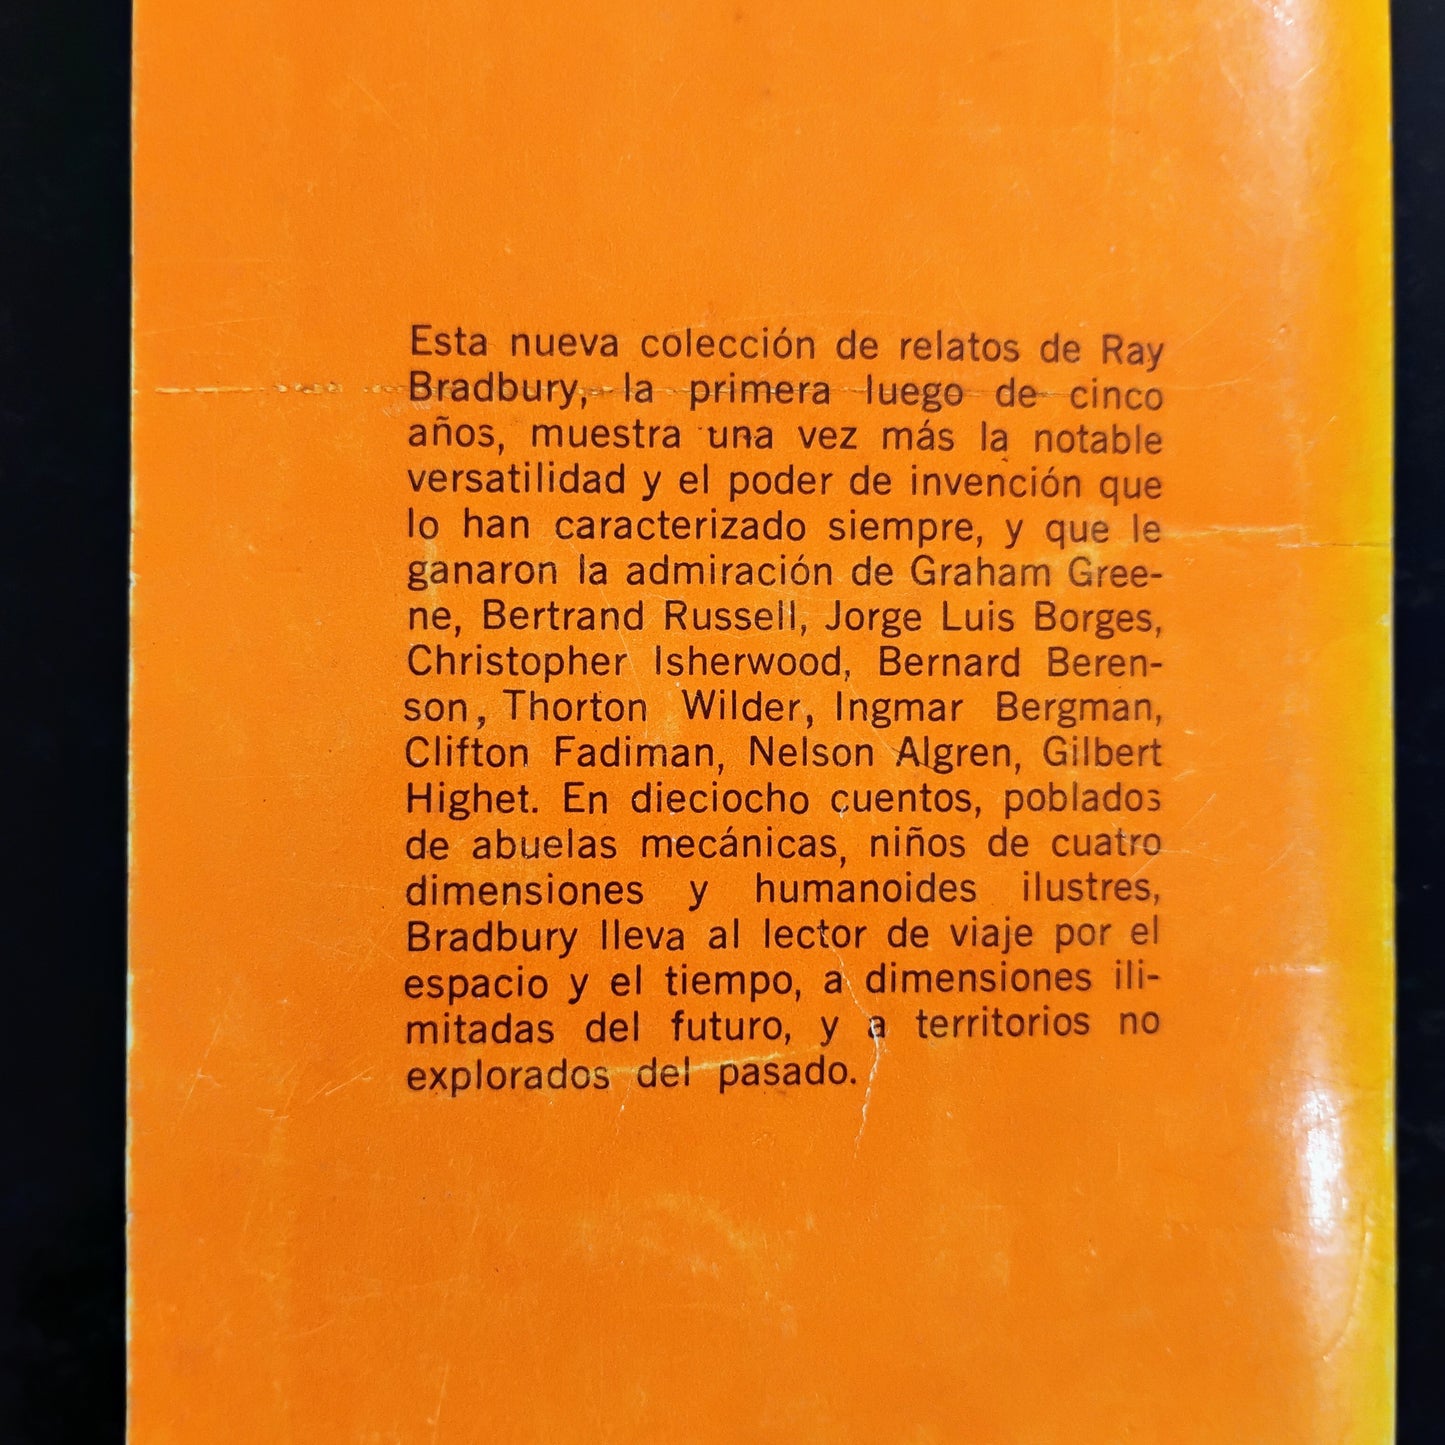 Esta nueva colección de relatos de Ray
Bradbury, la primera luego de cinco
años, muestra una vez más la notable
versatilidad y el poder de invención que
lo han caracterizado siempre, y que le
ganaron la admiración de Graham Gree-
ne, Bertrand Russell, Jorge Luis Borges,
Christopher Isherwood, Bernard Beren-
son, Thorton Wilder, Ingmar Bergman,
Clifton Fadiman, Nelson Algren, Gilbert
Highet. En dieciocho cuentos, poblados
de abuelas mecánicas, niños de cuatro
dimensiones y humanoides ilustres,
Bradbury lleva al lector de viaje por el
espacio y el tiempo, a dimensiones ili-
mitadas del futuro, y a territorios no
explorados del pasado.